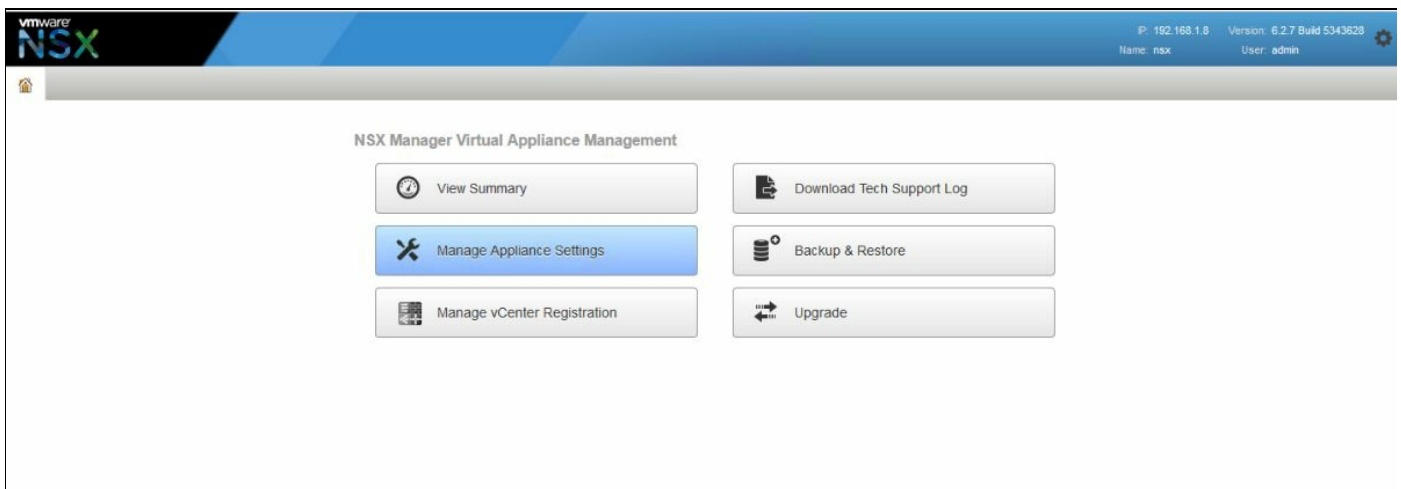 vmware
NSX
IP: 192.168.1.8 Version: 6.2.7 Build 5343628
Name: nsx User: admin
NSX Manager Virtual Appliance Management
View Summary
Download Tech Support Log
Manage Appliance Settings
Backup & Restore
Manage vCenter Registration
Upgrade